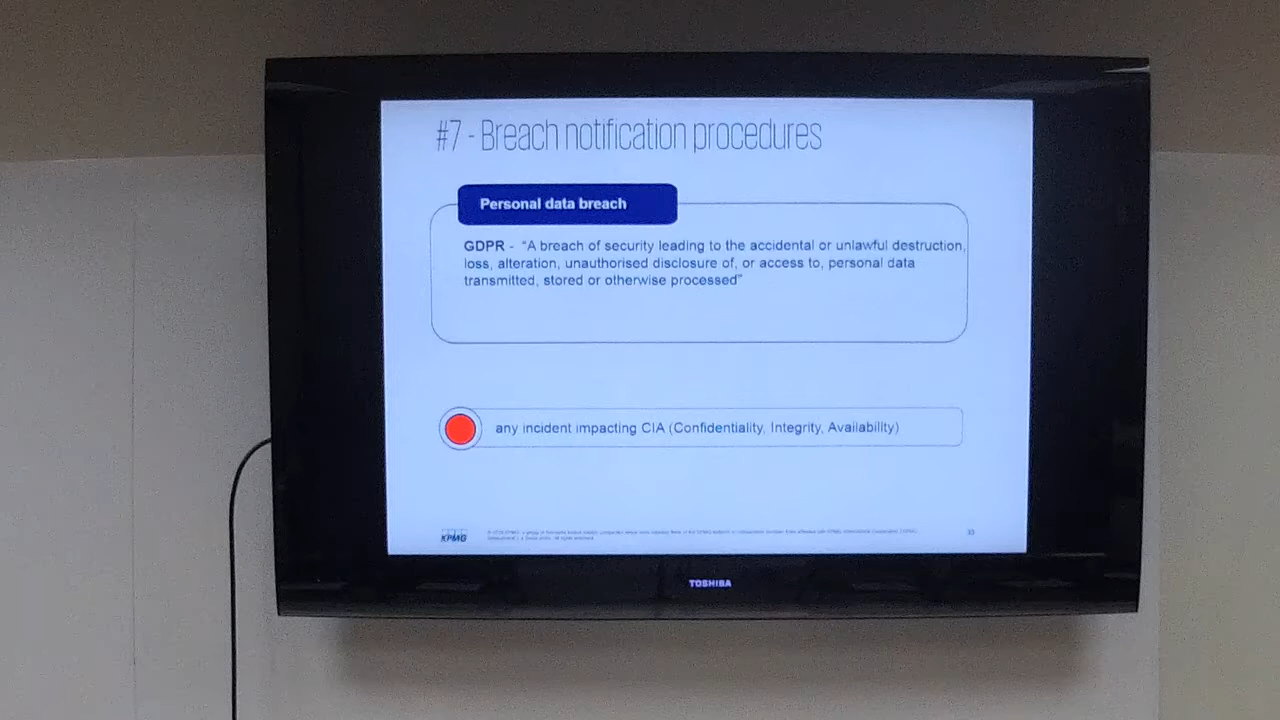 #7 - Breach notification procedures
Personal data breach
GDPR - "A breach of security leading to the accidental or unlawful destruction,
loss, alteration, unauthorised disclosure of, or access to, personal data
transmitted, stored or otherwise processed"
any incident impacting CIA (Confidentiality, Integrity, Availability)
KPMG
33
TOSHIBA